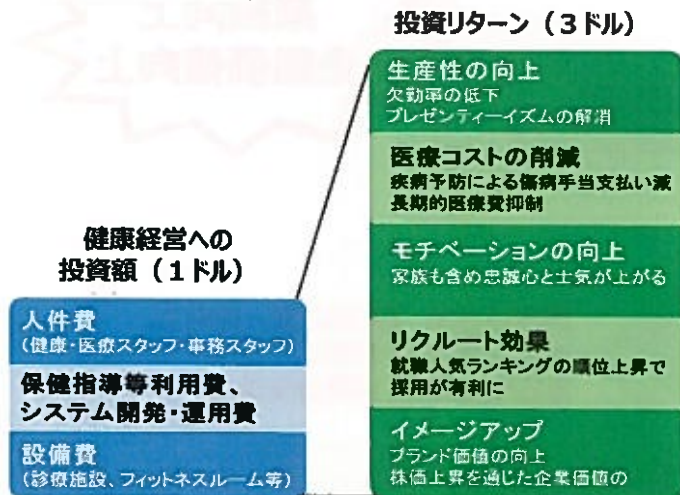 投資リターン（３ドル）
生産性の向上
欠勤率の低下
プレゼンティーイズムの解消
医療コストの削減
疾病予防による傷病手当支払い減
長期的医療費抑制
モチベーションの向上
家族も含め忠誠心と士気が上がる
リクルート効果
就職人気ランキングの順位上昇で
採用が有利に
イメージアップ
ブランド価値の向上
株価上昇を通じた企業価値の
健康経営への
投資額（１ドル）
人件費
（健康・医療スタッフ・事務スタッフ）
保健指導等利用費、
システム開発・運用費
設備費
（診療施設、フィットネスルーム等）